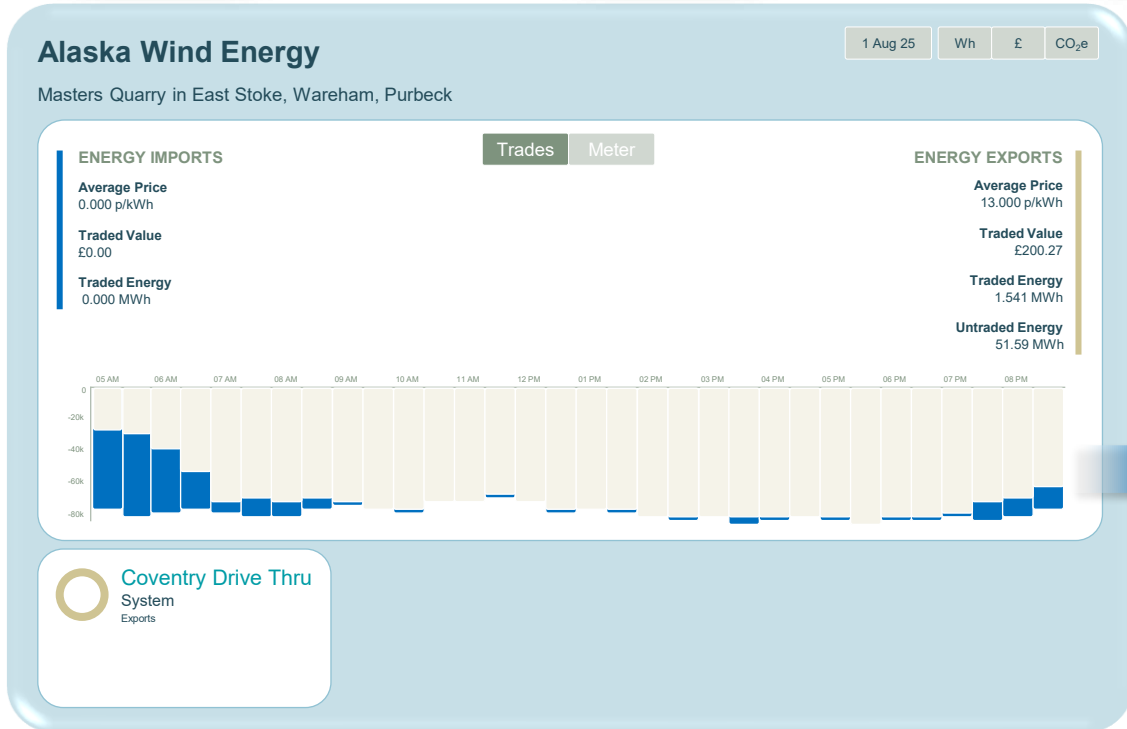 Alaska Wind Energy
1 Aug 25
Wh
£
CO₂e
Masters Quarry in East Stoke, Wareham, Purbeck
Trades
Meter
ENERGY IMPORTS
Average Price
0.000 p/kWh
Traded Value
£0.00
Traded Energy
0.000 MWh
ENERGY EXPORTS
Average Price
13.000 p/kWh
Traded Value
£200.27
Traded Energy
1.541 MWh
Untraded Energy
51.59 MWh
05 AM 06 AM 07 AM 08 AM 09 AM 10 AM 11 AM 12 PM 01 PM 02 PM 03 PM 04 PM 05 PM 06 PM 07 PM 08 PM
0
-20k
-40k
-60k
-80k
Coventry Drive Thru
System
Exports